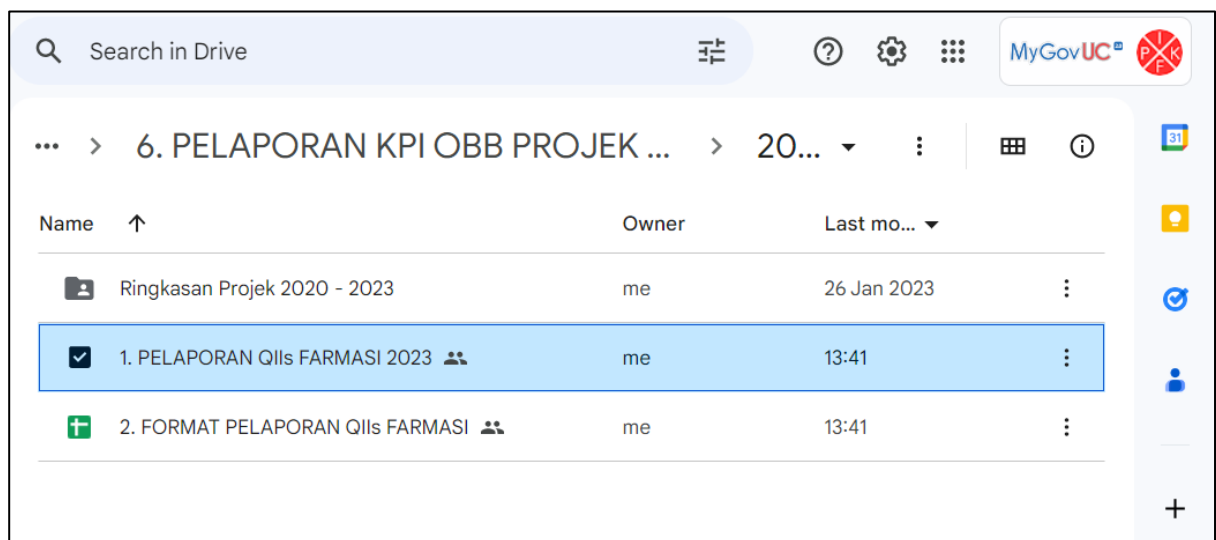 Search in Drive
MyGovUC
PIKF
6. PELAPORAN KPI OBB PROJEK ... > 20...
31
Name Owner Last mo...
Ringkasan Projek 2020 - 2023 me 26 Jan 2023
1. PELAPORAN QIIs FARMASI 2023 me 13:41
2. FORMAT PELAPORAN QIIs FARMASI me 13:41